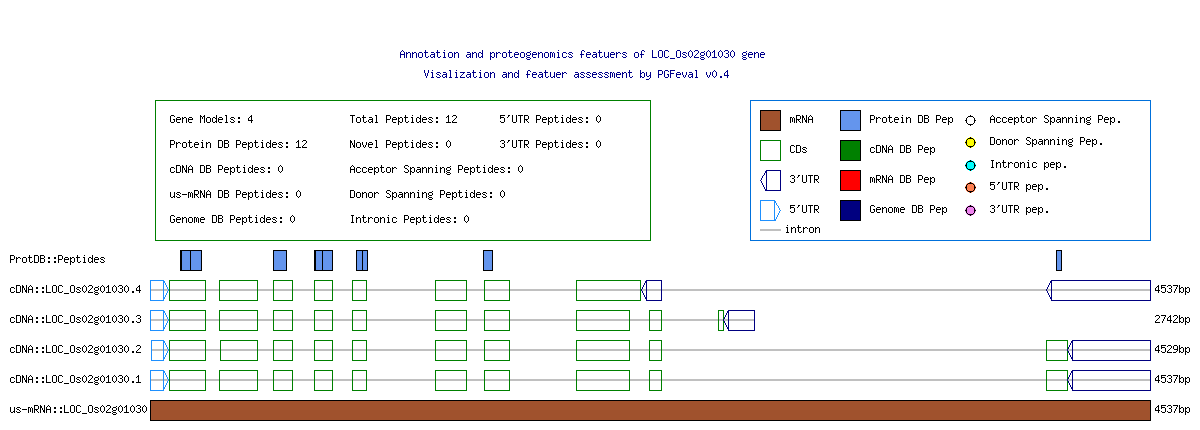 Annotation and proteogenomics featuers of LOC_Os02g01030 gene
Visalization and featuer assessment by PGFeval v0.4
Gene Models: 4
Total Peptides: 12
5'UTR Peptides: 0
Protein DB Peptides: 12
Novel Peptides: 0
3'UTR Peptides: 0
cDNA DB Peptides: 0
Acceptor Spanning Peptides: 0
us-mRNA DB Peptides: 0
Donor Spanning Peptides: 0
Genome DB Peptides: 0
Intronic Peptides: 0
mRNA
Protein DB Pep
Acceptor Spanning Pep.
CDs
cDNA DB Pep
Donor Spanning Pep.
3'UTR
mRNA DB Pep
Intronic pep.
5'UTR
Genome DB Pep
5'UTR pep.
intron
3'UTR pep.
ProtDB::Peptides
cDNA::LOC_Os02g01030.4
4537bp
cDNA::LOC_Os02g01030.3
2742bp
cDNA::LOC_Os02g01030.2
4529bp
cDNA::LOC_Os02g01030.1
4537bp
us-mRNA::LOC_Os02g01030
4537bp